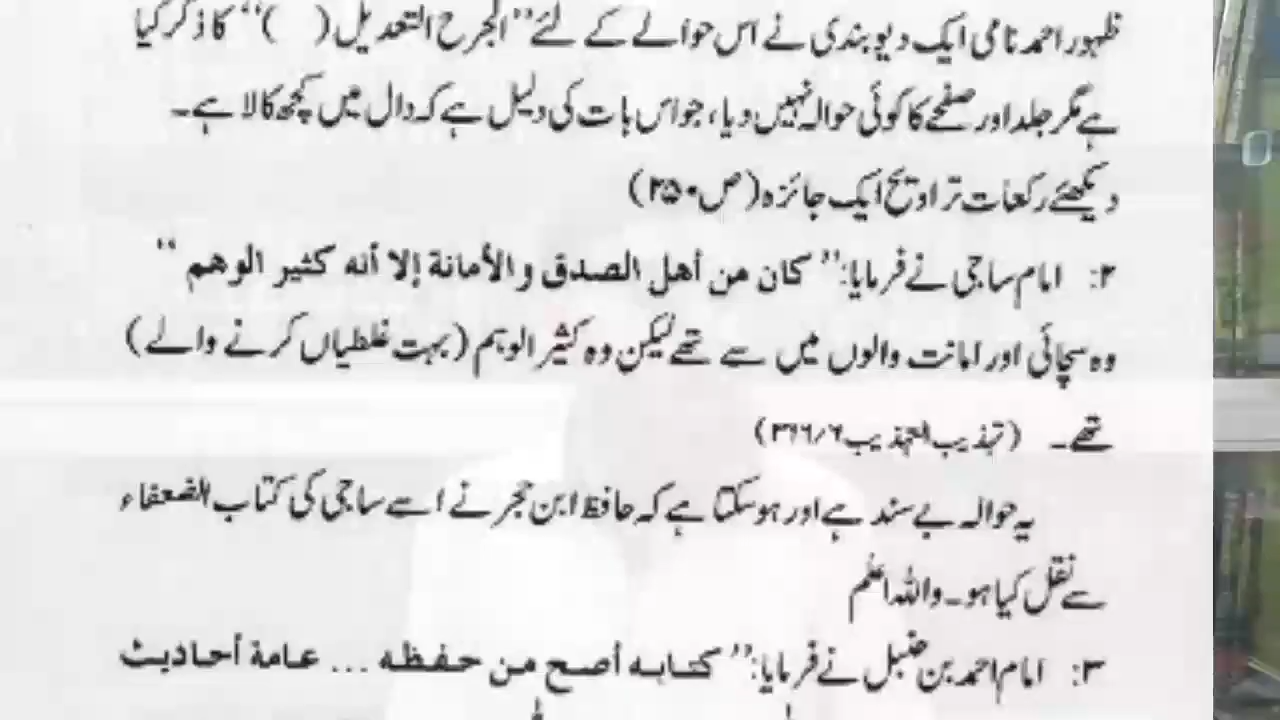 ظہور احمد نامی ایک دیوبندی نے اس حوالے کے لئے ”الجرح التعدیل (    )“ کا ذکر کیا
ہے مگر جلد اور صفحے کا کوئی حوالہ نہیں دیا، جو اس بات کی دلیل ہے کہ دال میں کچھ کالا ہے۔
دیکھئے رکعات تراویح ایک جائزہ (ص ۲۵۰)
۲: امام ساجی نے فرمایا: ” كان من أهل الصدق و الأمانة إلا أنه كثير الوهم “
وہ سچائی اور امانت والوں میں سے تھے لیکن وہ کثیر الوہم (بہت غلطیاں کرنے والے)
تھے۔ (تہذیب التہذیب ۳۶۶/۶)
یہ حوالہ بے سند ہے اور ہو سکتا ہے کہ حافظ ابن حجر نے اسے ساجی کی کتاب الضعفاء
سے نقل کیا ہو۔ واللہ اعلم
۳: امام احمد بن حنبل نے فرمایا: ” كتابه أصح من حفظه ... عامة أحاديث